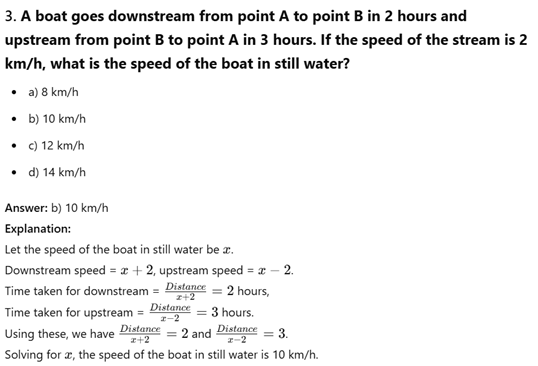 3. A boat goes downstream from point A to point B in 2 hours and
upstream from point B to point A in 3 hours. If the speed of the stream is 2
km/h, what is the speed of the boat in still water?
• a) 8 km/h
• b) 10 km/h
• c) 12 km/h
• d) 14 km/h
Answer: b) 10 km/h
Explanation:
Let the speed of the boat in still water be x.
Downstream speed = x + 2, upstream speed = x − 2.
Time taken for downstream = Distance/x+2 = 2 hours,
Time taken for upstream = Distance/x−2 = 3 hours.
Using these, we have Distance/x+2 = 2 and Distance/x−2 = 3.
Solving for x, the speed of the boat in still water is 10 km/h.